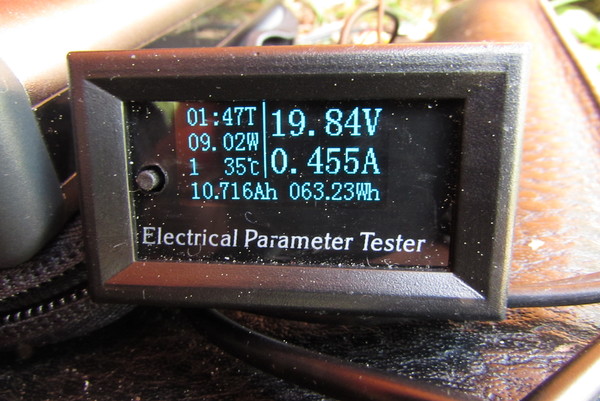 01:47T 19.84V
09.02W
1 35℃ 0.455A
10.716Ah 063.23Wh
Electrical Parameter Tester